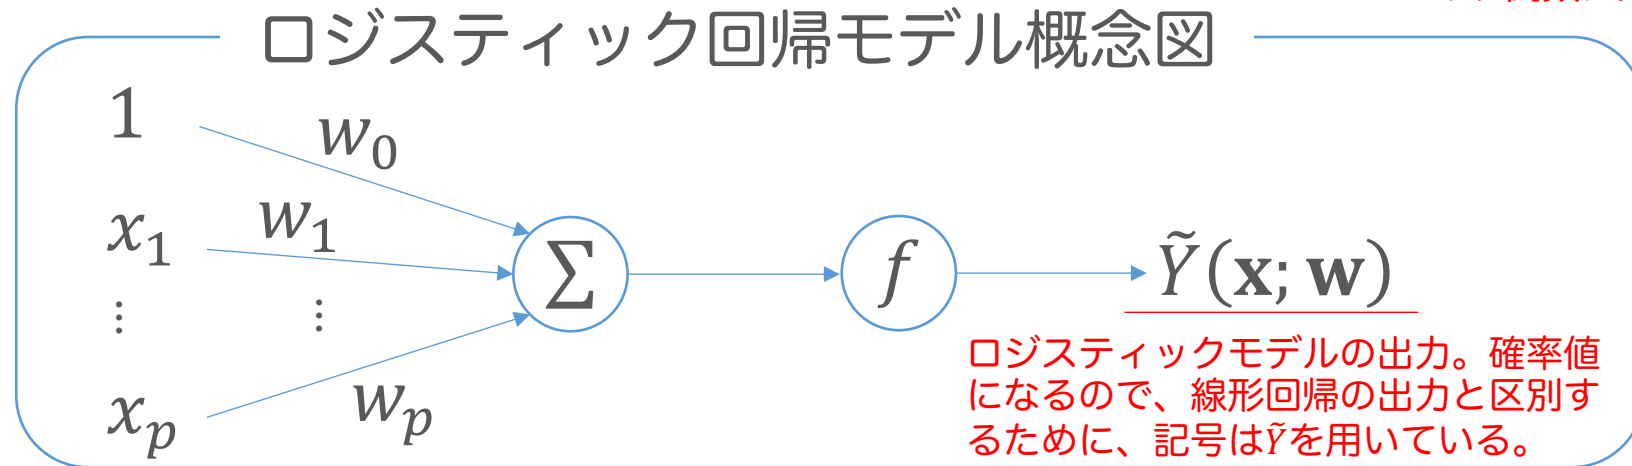 ロジスティック回帰モデル概念図
1
w₀
x₁
w₁
⋮
⋮
x_p
w_p
∑
f
Ỹ(𝐱; 𝐰)
ロジスティックモデルの出力。確率値
になるので、線形回帰の出力と区別す
るために、記号はỸを用いている。